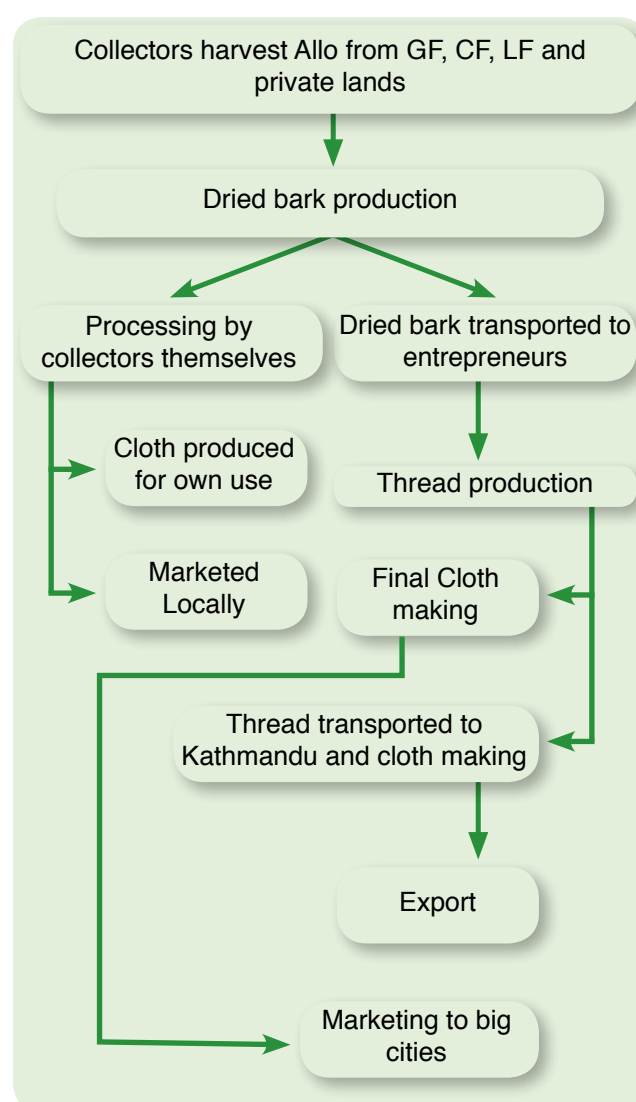 Collectors harvest Allo from GF, CF, LF and
private lands
Dried bark production
Processing by
collectors themselves
Dried bark transported to
entrepreneurs
Cloth produced
for own use
Thread production
Marketed
Locally
Final Cloth
making
Thread transported to
Kathmandu and cloth making
Export
Marketing to big
cities